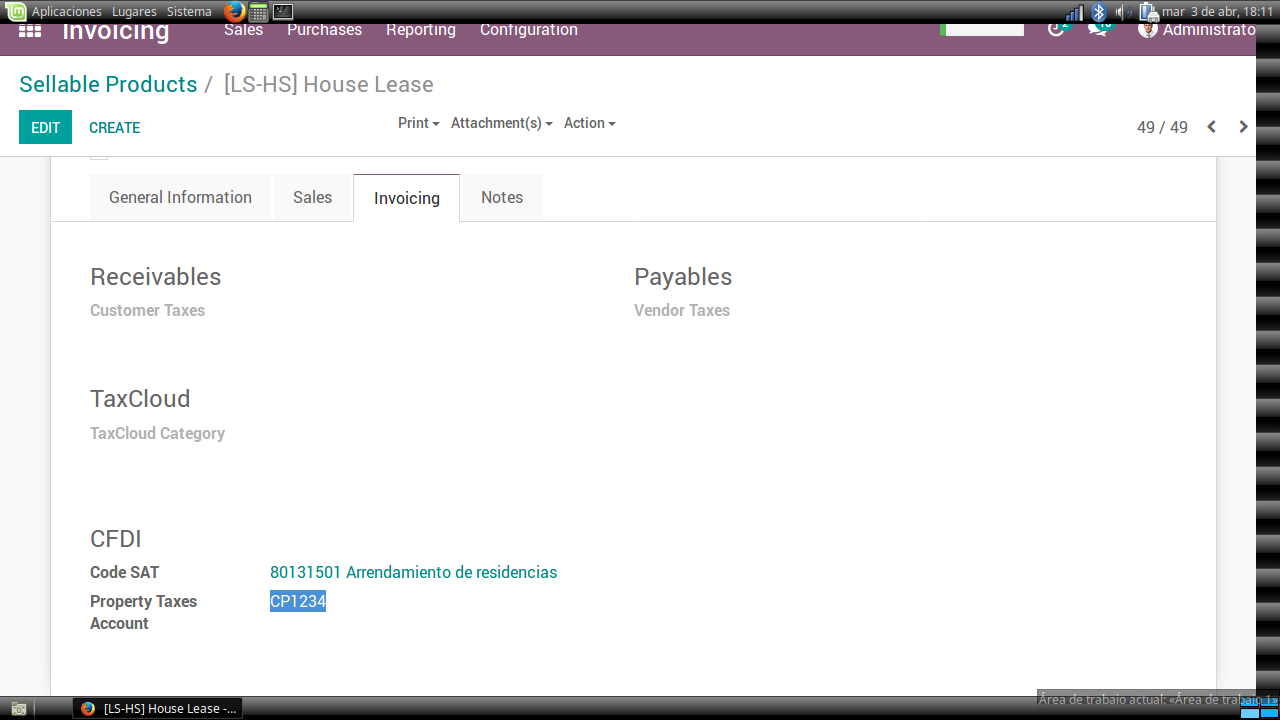 Aplicaciones Lugares Sistema mar 3 de abr, 18:11
Invoicing Sales Purchases Reporting Configuration Administrato
Sellable Products / [LS-HS] House Lease
EDIT CREATE Print Attachment(s) Action 49 / 49
General Information Sales Invoicing Notes
Receivables Payables
Customer Taxes Vendor Taxes
TaxCloud
TaxCloud Category
CFDI
Code SAT 80131501 Arrendamiento de residencias
Property Taxes CP1234
Account
Área de trabajo actual: «Área de trabajo 1»
[LS-HS] House Lease -...